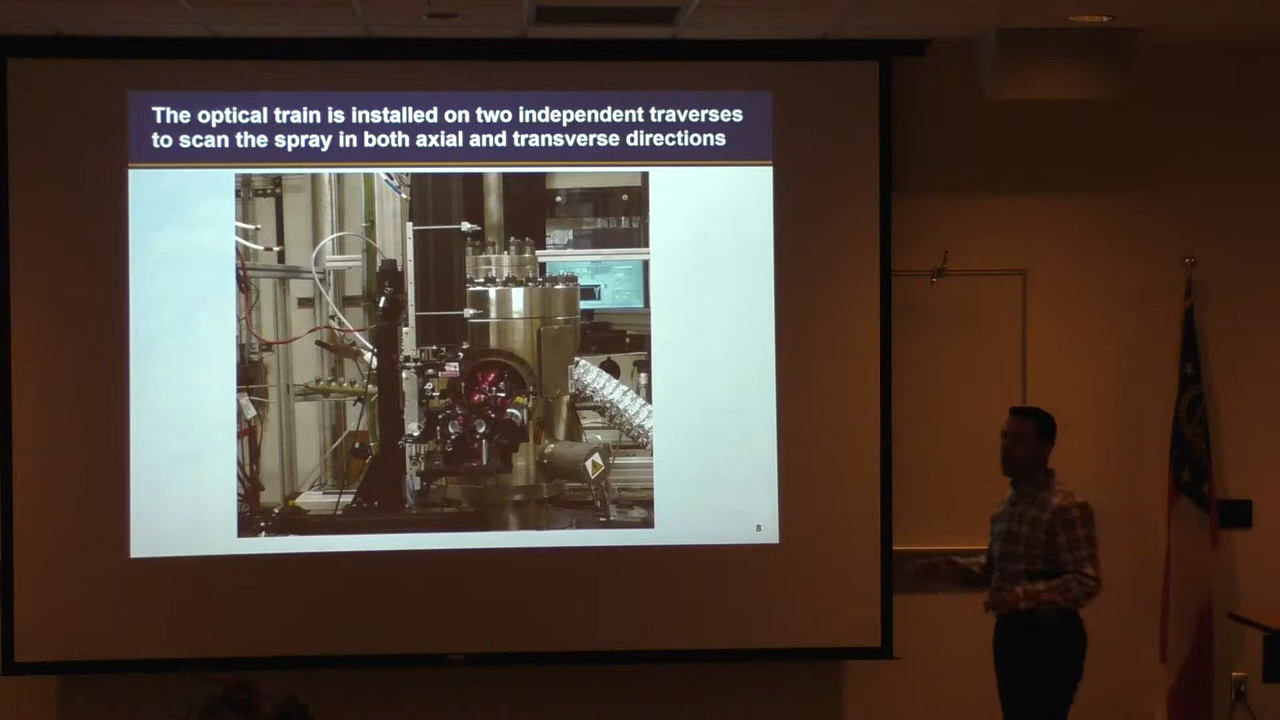 The optical train is installed on two independent traverses
to scan the spray in both axial and transverse directions
8